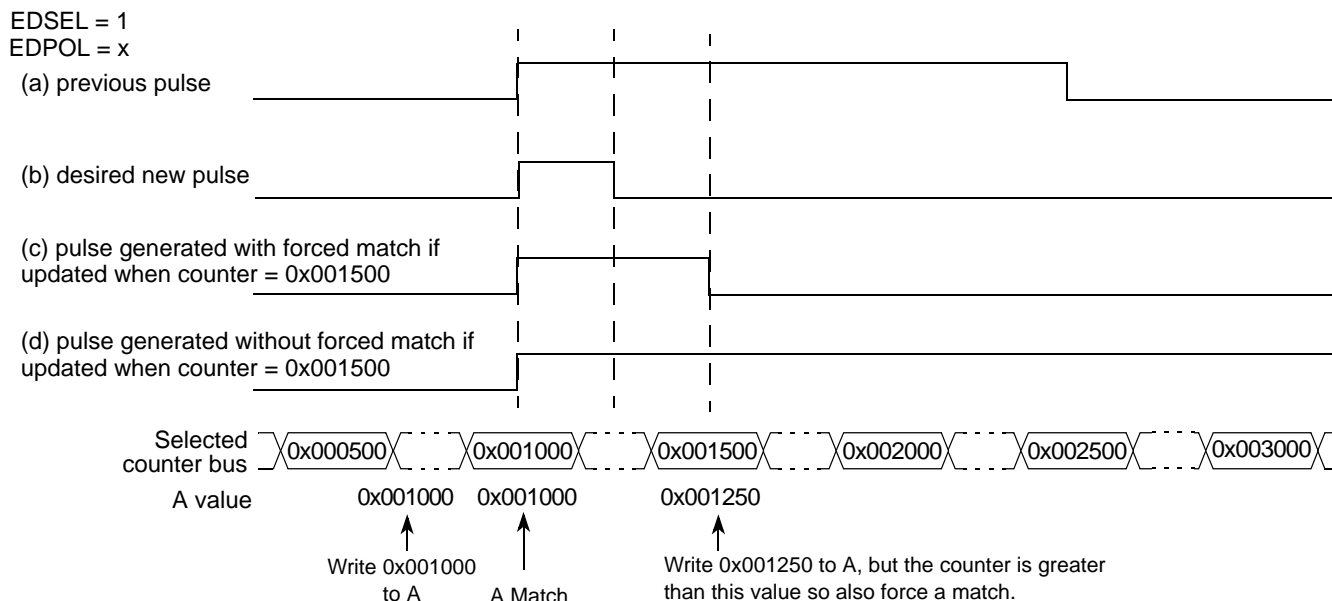 EDSEL = 1
EDPOL = x
(a) previous pulse
(b) desired new pulse
(c) pulse generated with forced match if
updated when counter = 0x001500
(d) pulse generated without forced match if
updated when counter = 0x001500
Selected
counter bus
0x000500 0x001000 0x001500 0x002000 0x002500 0x003000
A value 0x001000 0x001000 0x001250
Write 0x001000
to A
A Match
Write 0x001250 to A, but the counter is greater
than this value so also force a match.